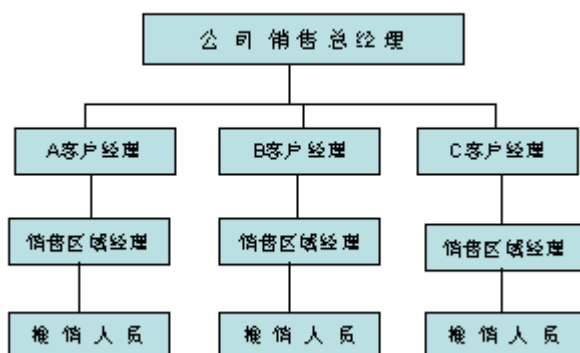 公司销售总经理
A客户经理 B客户经理 C客户经理
销售区域经理 销售区域经理 销售区域经理
推销人员 推销人员 推销人员